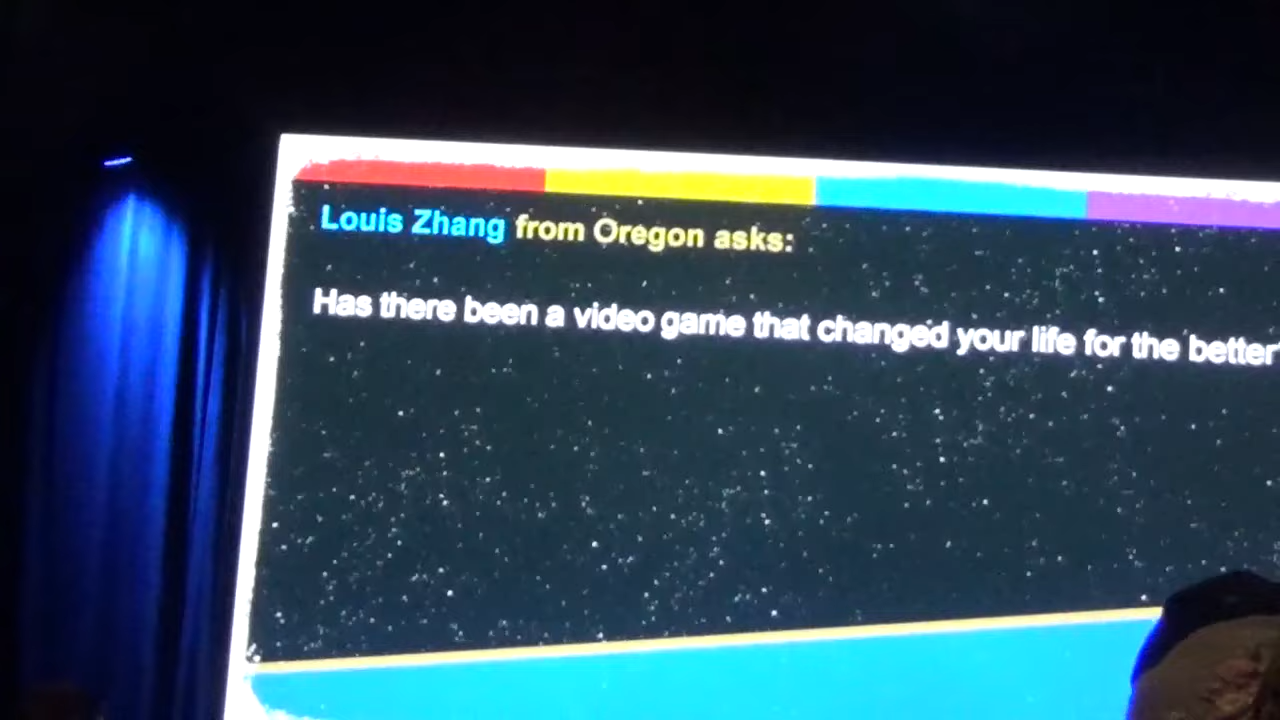 Louis Zhang from Oregon asks:
Has there been a video game that changed your life for the better